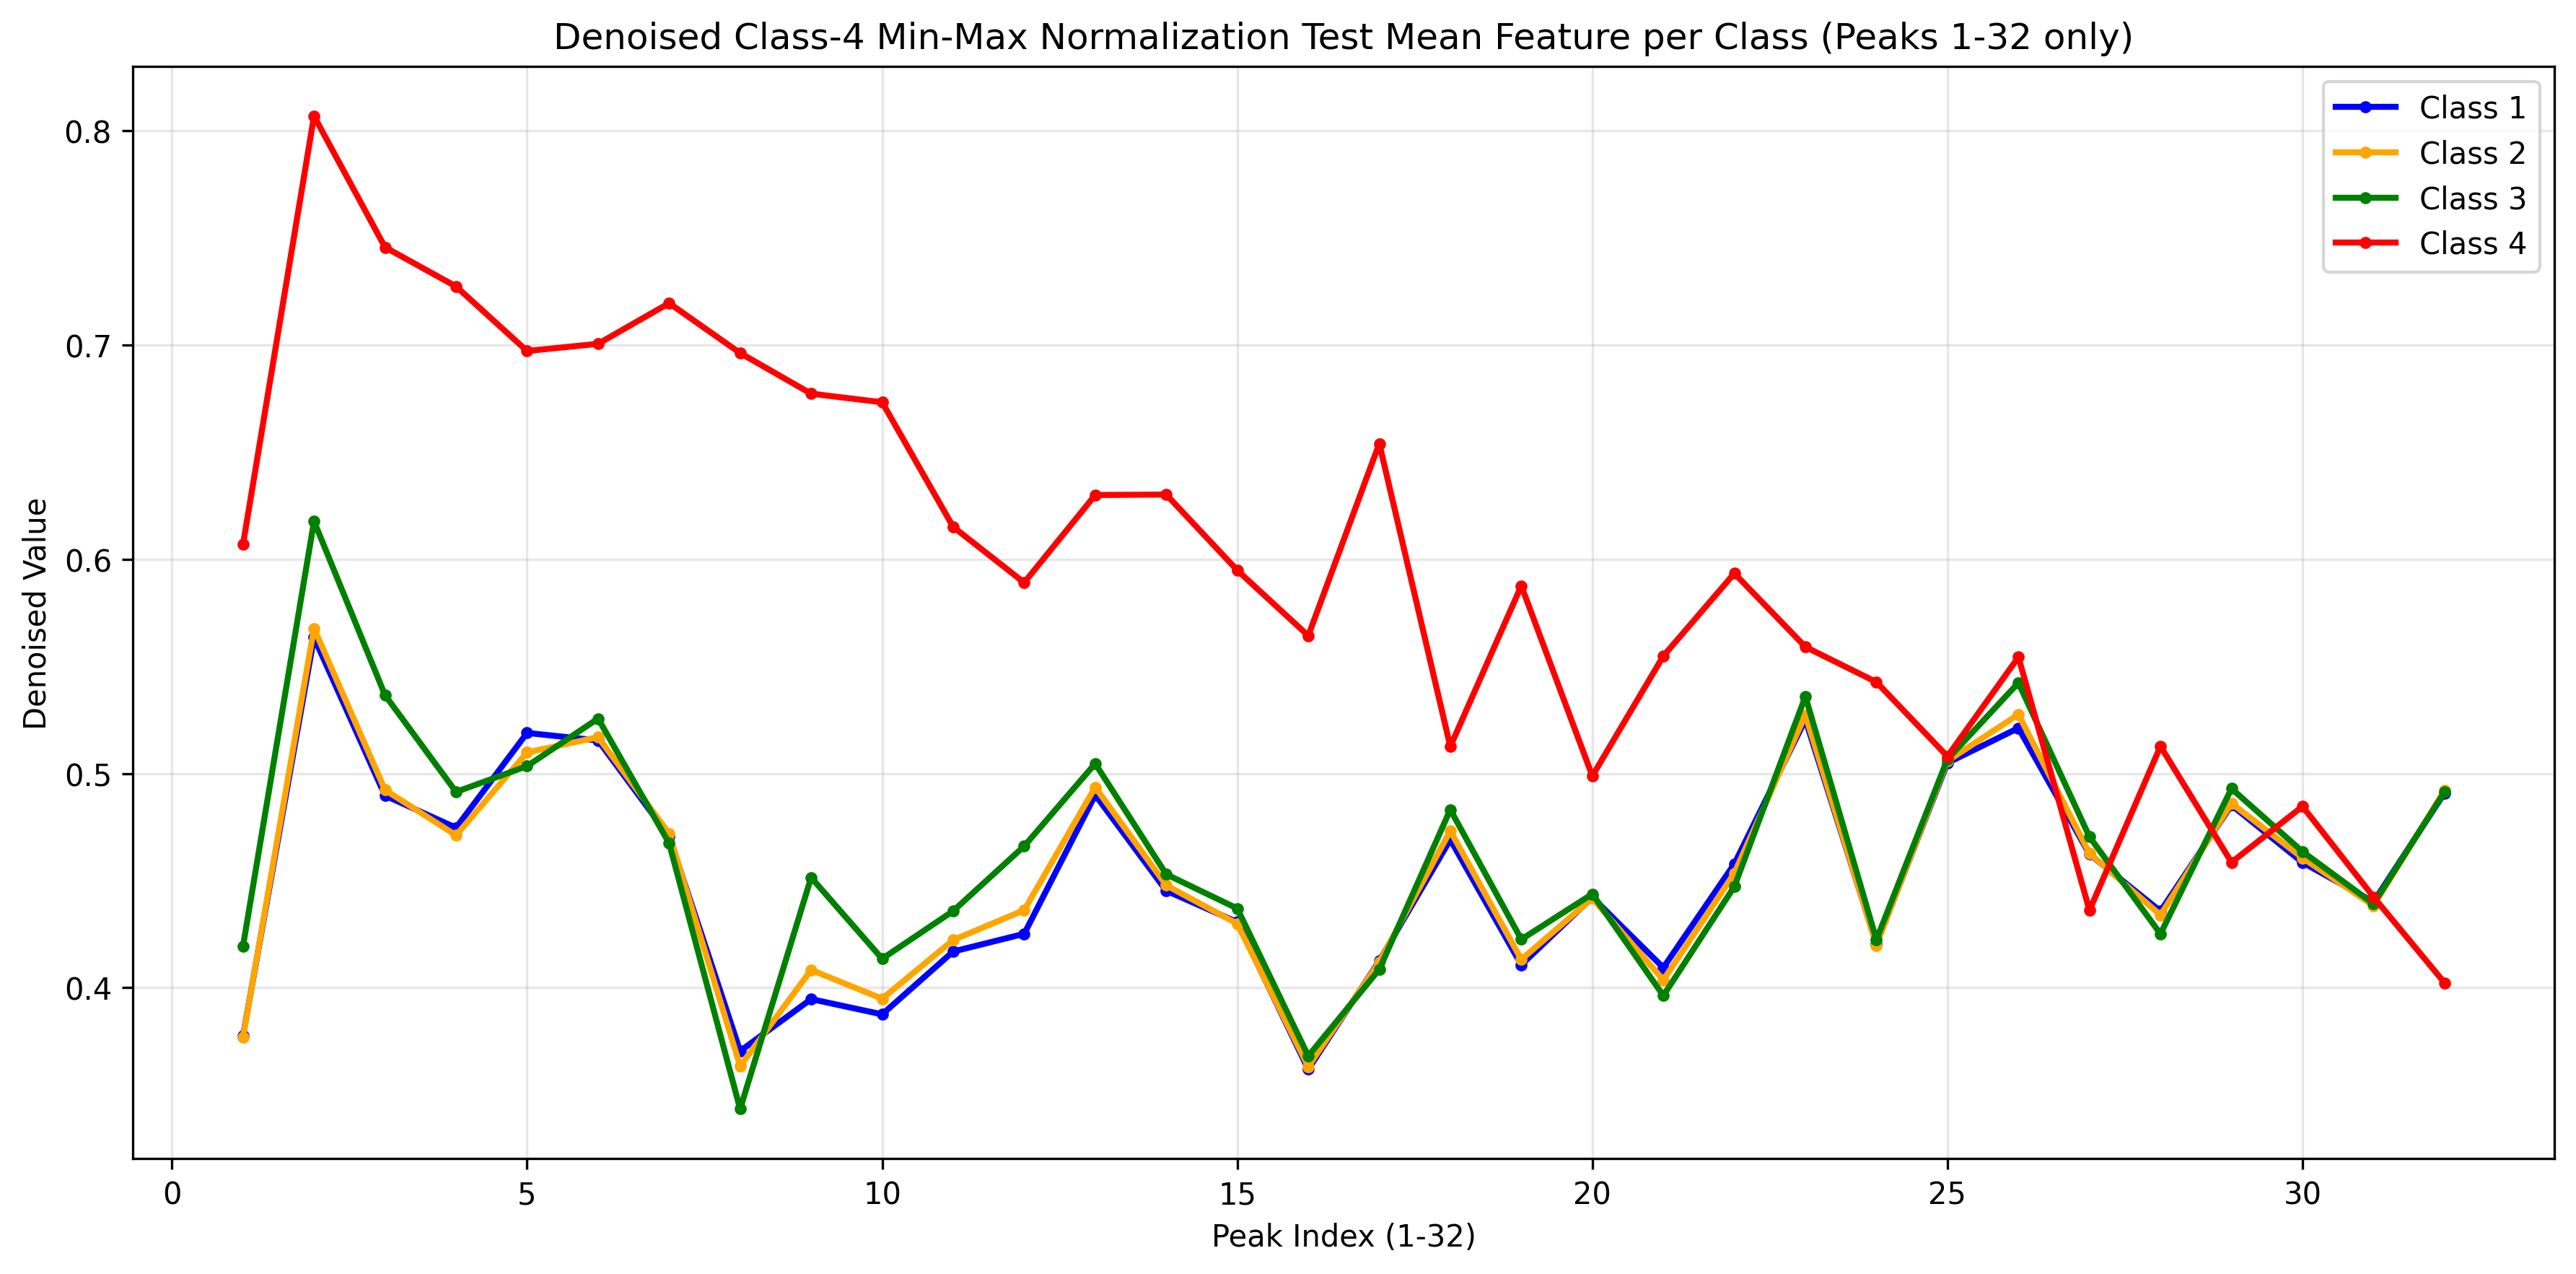 Denoised Class-4 Min-Max Normalization Test Mean Feature per Class (Peaks 1-32 only)
Class 1
Class 2
Class 3
Class 4
Denoised Value
0.8
0.7
0.6
0.5
0.4
0
5
10
15
20
25
30
Peak Index (1-32)